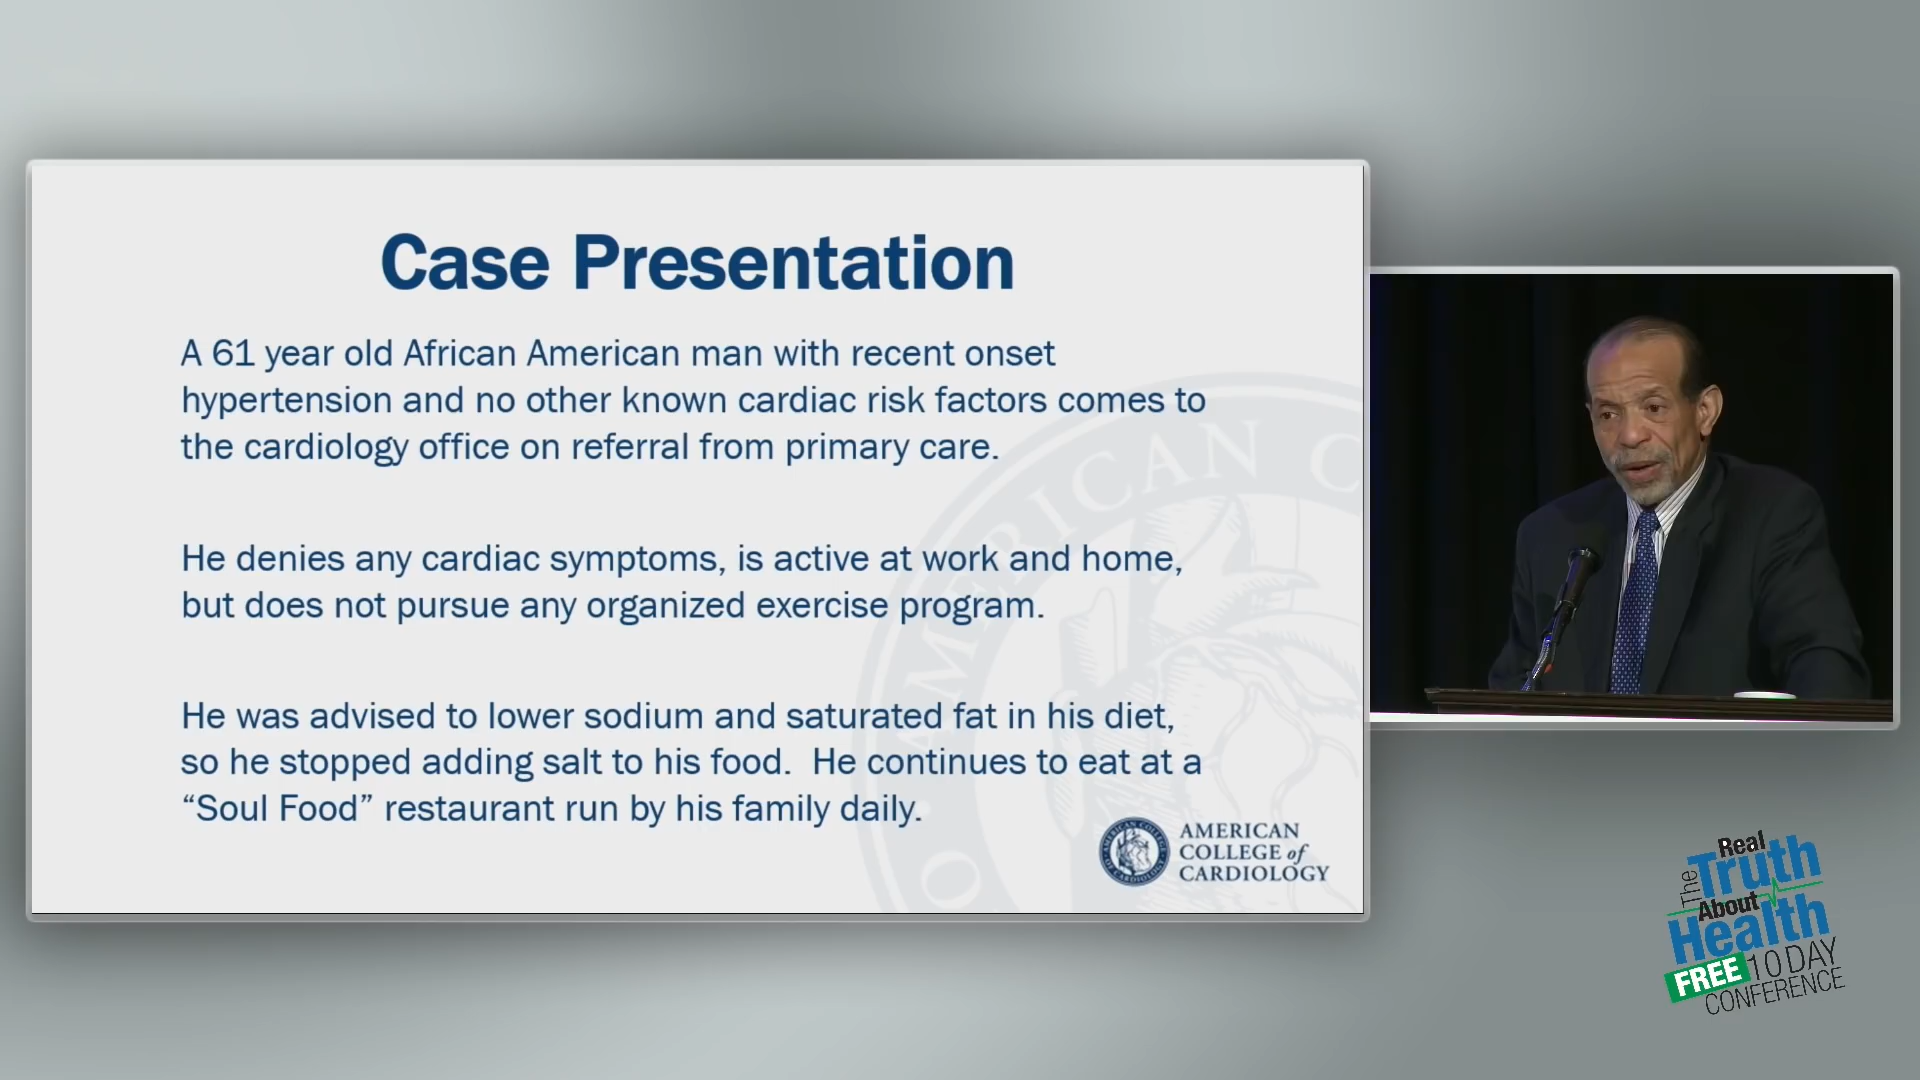 Case Presentation
A 61 year old African American man with recent onset
hypertension and no other known cardiac risk factors comes to
the cardiology office on referral from primary care.
He denies any cardiac symptoms, is active at work and home,
but does not pursue any organized exercise program.
He was advised to lower sodium and saturated fat in his diet,
so he stopped adding salt to his food. He continues to eat at a
“Soul Food” restaurant run by his family daily.
AMERICAN
COLLEGE of
CARDIOLOGY
AMERICAN C
The Real
Truth
About
Health
FREE 10 DAY
CONFERENCE